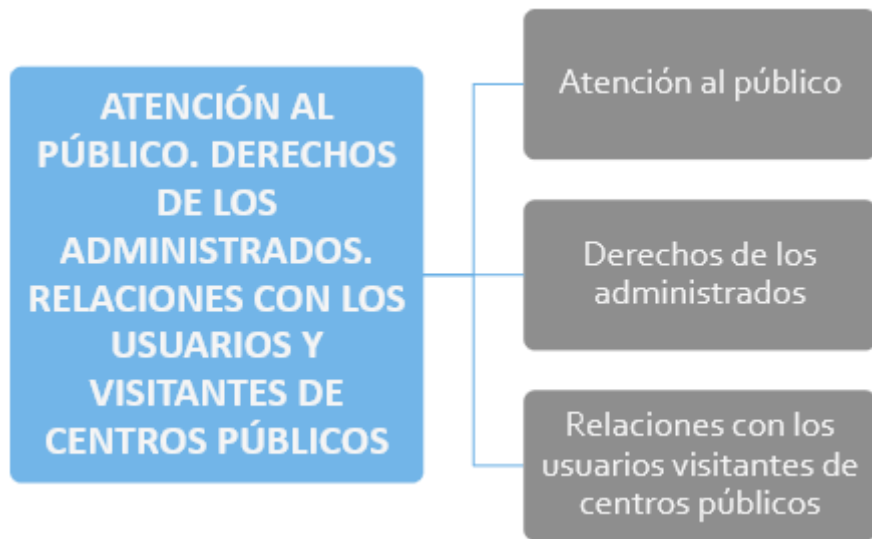 ATENCIÓN AL
PÚBLICO. DERECHOS
DE LOS
ADMINISTRADOS.
RELACIONES CON LOS
USUARIOS Y
VISITANTES DE
CENTROS PÚBLICOS
Atención al público
Derechos de los
administrados
Relaciones con los
usuarios visitantes de
centros públicos